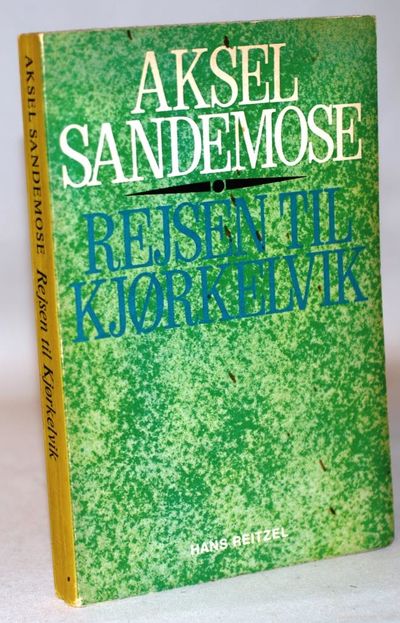 AKSEL
SANDEMOSE
REJSEN TIL
KJØRKELVIK
HANS REITZEL
AKSEL SANDEMOSE Rejsen til Kjørkelvik